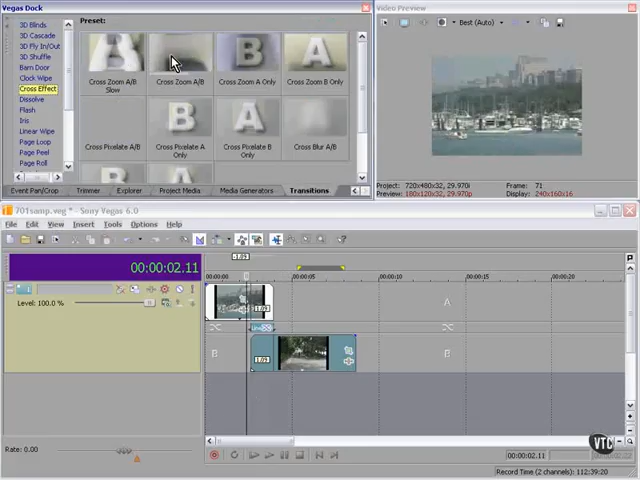 Vegas Dock
Video Preview
Preset:
Best (Auto)
3D Blinds
3D Cascade
3D Fly In/Out
3D Shuffle
Barn Door
Clock Wipe
Cross Effect
Dissolve
Flash
Iris
Linear Wipe
Page Loop
Page Peel
Page Roll
Cross Zoom A/B Slow
Cross Zoom A/B
Cross Zoom A Only
Cross Zoom B Only
Cross Pixelate A/B
Cross Pixelate A Only
Cross Pixelate B Only
Cross Blur A/B
Event Pan/Crop
Trimmer
Explorer
Project Media
Media Generators
Transitions
Project: 720x480x32, 29.970i
Frame: 71
Preview: 180x120x32, 29.970p
Display: 240x160x16
701samp.veg * - Sony Vegas 6.0
File Edit View Insert Tools Options Help
-1.09
00:00:02.11
00:00:00
00:00:05
00:00:10
00:00:15
00:00:20
1
Level: 100.0 %
A
B
B
1.09
Rate: 0.00
VTC
00:00:02.11
Record Time (2 channels): 112:39:20